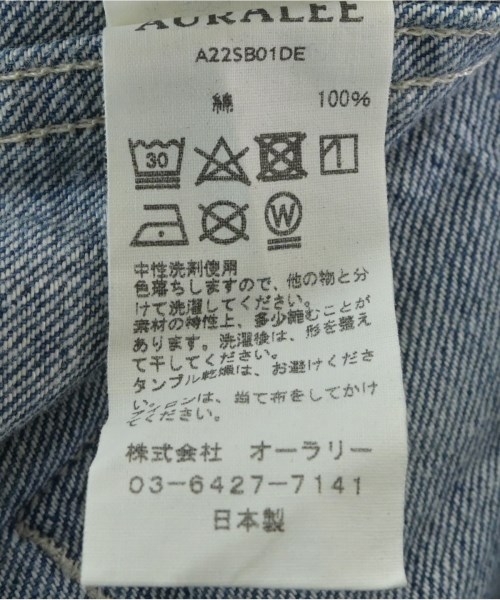 AURALEE
A22SB01DE
綿 100%
30
W
中性洗剤使用
色落ちしますので、他の物と分
けて洗濯してください。
素材の特性上、多少縮むことが
あります。洗濯後は、形を整え
て干してください。
タンブル乾燥は、お避けくださ
い。
アイロンは、当て布をしてかけ
てください。
株式会社 オーラリー
03-6427-7141
日本製